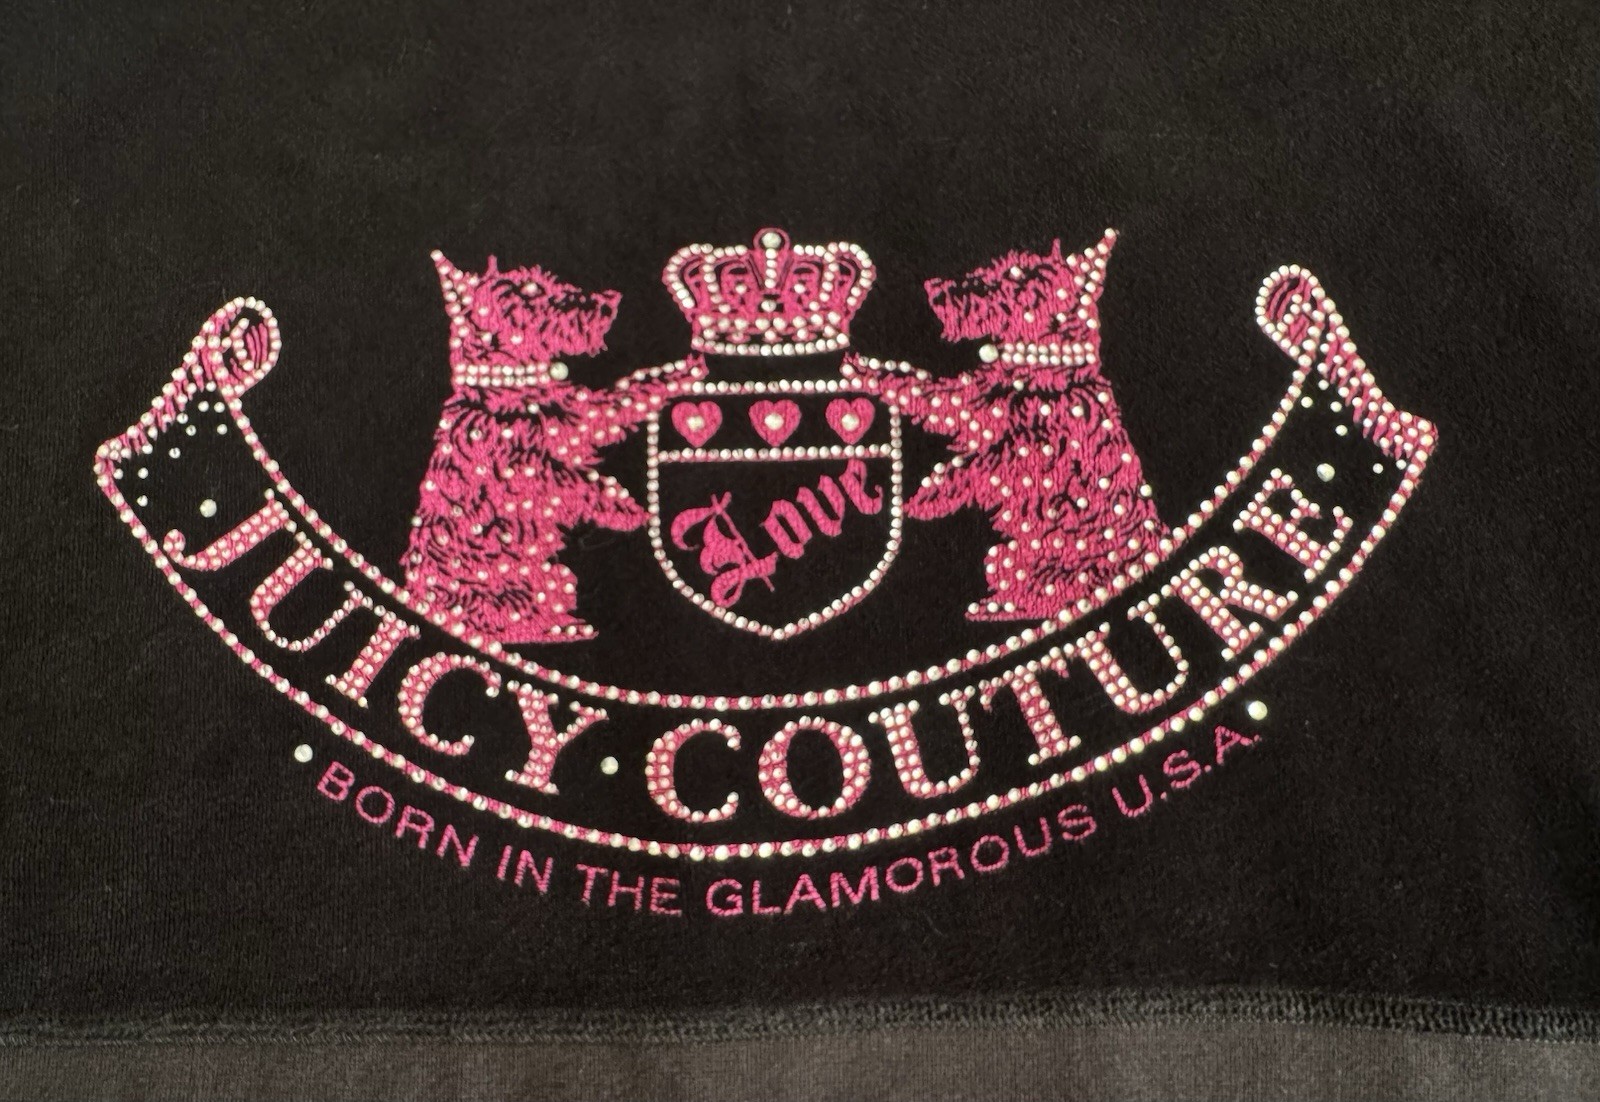 Love
JUICY·COUTURE
BORN IN THE GLAMOROUS U.S.A.